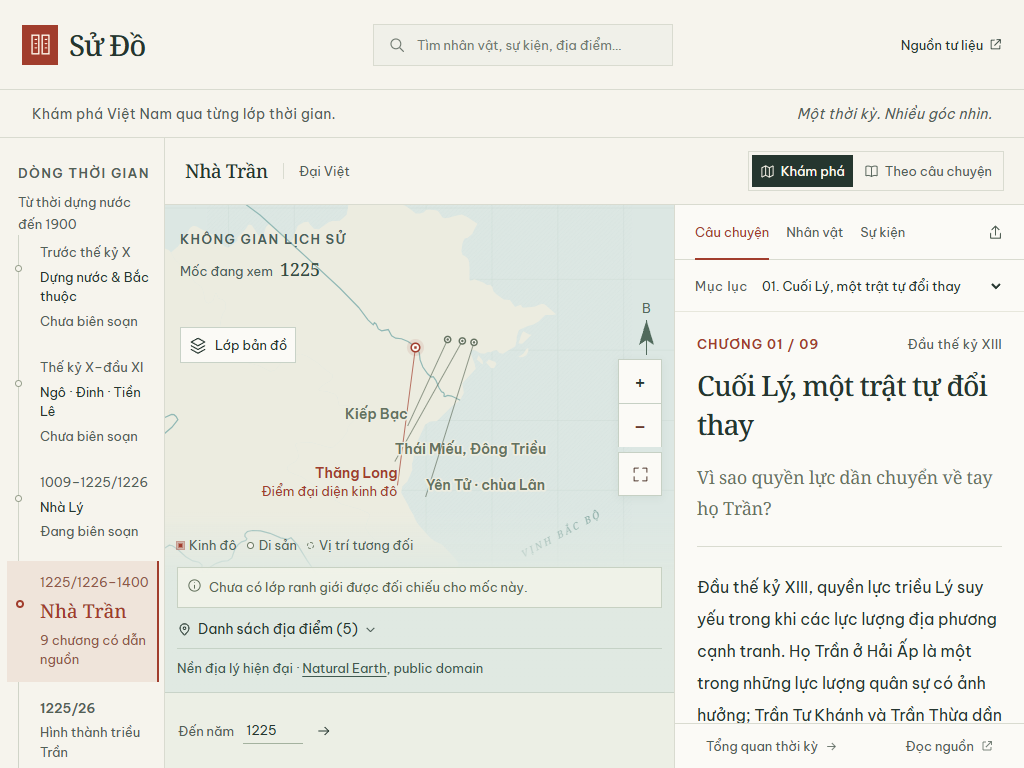 Sử Đồ
Tìm nhân vật, sự kiện, địa điểm...
Nguồn tư liệu
Khám phá Việt Nam qua từng lớp thời gian.
Một thời kỳ. Nhiều góc nhìn.
DÒNG THỜI GIAN
Từ thời dựng nước
đến 1900
Trước thế kỷ X
Dựng nước & Bắc
thuộc
Chưa biên soạn
Thế kỷ X–đầu XI
Ngô · Đinh · Tiền
Lê
Chưa biên soạn
1009–1225/1226
Nhà Lý
Đang biên soạn
1225/1226–1400
Nhà Trần
9 chương có dẫn
nguồn
1225/26
Hình thành triều
Trần
Nhà Trần
Đại Việt
Khám phá
Theo câu chuyện
KHÔNG GIAN LỊCH SỬ
Mốc đang xem 1225
Lớp bản đồ
B
+
−
Kiếp Bạc
Thái Miếu, Đông Triều
Thăng Long
Điểm đại diện kinh đô
Yên Tử · chùa Lân
VỊNH BẮC BỘ
Kinh đô
Di sản
Vị trí tương đối
Chưa có lớp ranh giới được đối chiếu cho mốc này.
Danh sách địa điểm (5)
Nền địa lý hiện đại · Natural Earth, public domain
Đến năm 1225 →
Câu chuyện
Nhân vật
Sự kiện
Mục lục
01. Cuối Lý, một trật tự đổi thay
CHƯƠNG 01 / 09
Đầu thế kỷ XIII
Cuối Lý, một trật tự đổi
thay
Vì sao quyền lực dần chuyển về tay
họ Trần?
Đầu thế kỷ XIII, quyền lực triều Lý suy
yếu trong khi các lực lượng địa phương
cạnh tranh. Họ Trần ở Hải Ấp là một
trong những lực lượng quân sự có ảnh
hưởng; Trần Tự Khánh và Trần Thừa dần
Tổng quan thời kỳ →
Đọc nguồn